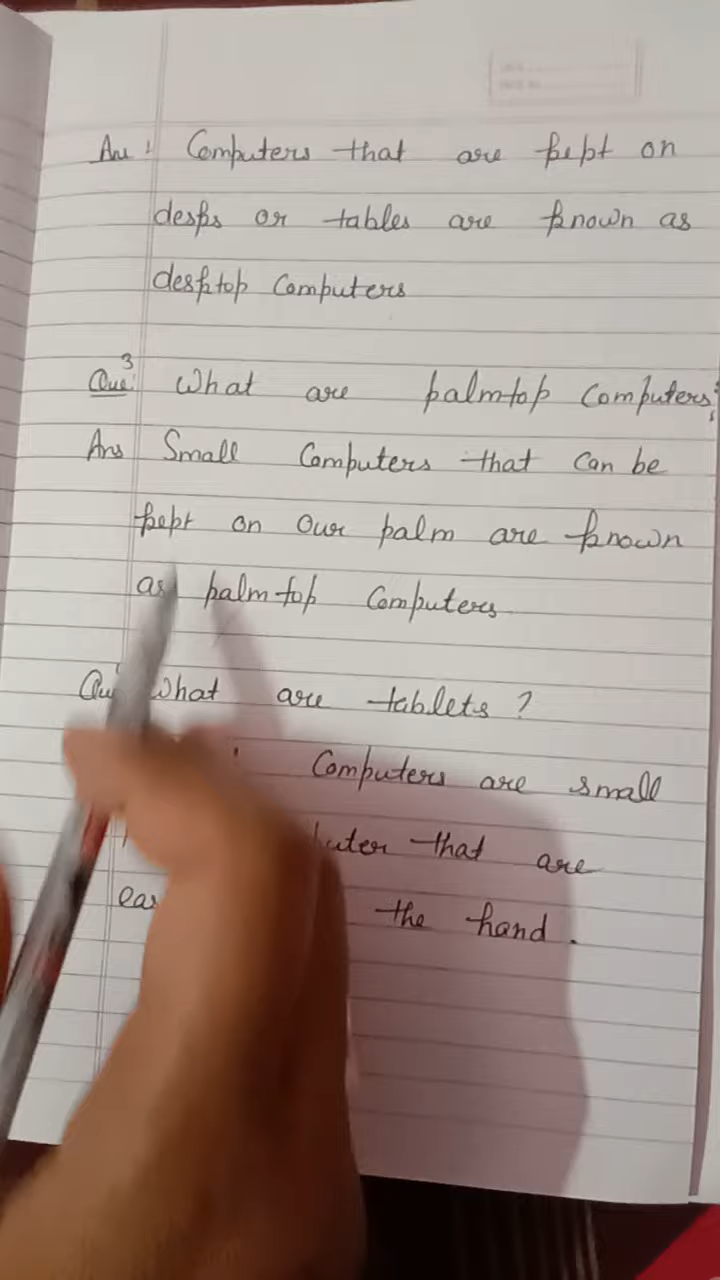 Ans: Computers that are kept on
desks or tables are known as
desktop Computers
Que:3 What are palmtop Computers?
Ans Small Computers that can be
kept on Our palm are known
as palmtop Computers
What are tablets?
Computers are small
that are
the hand.